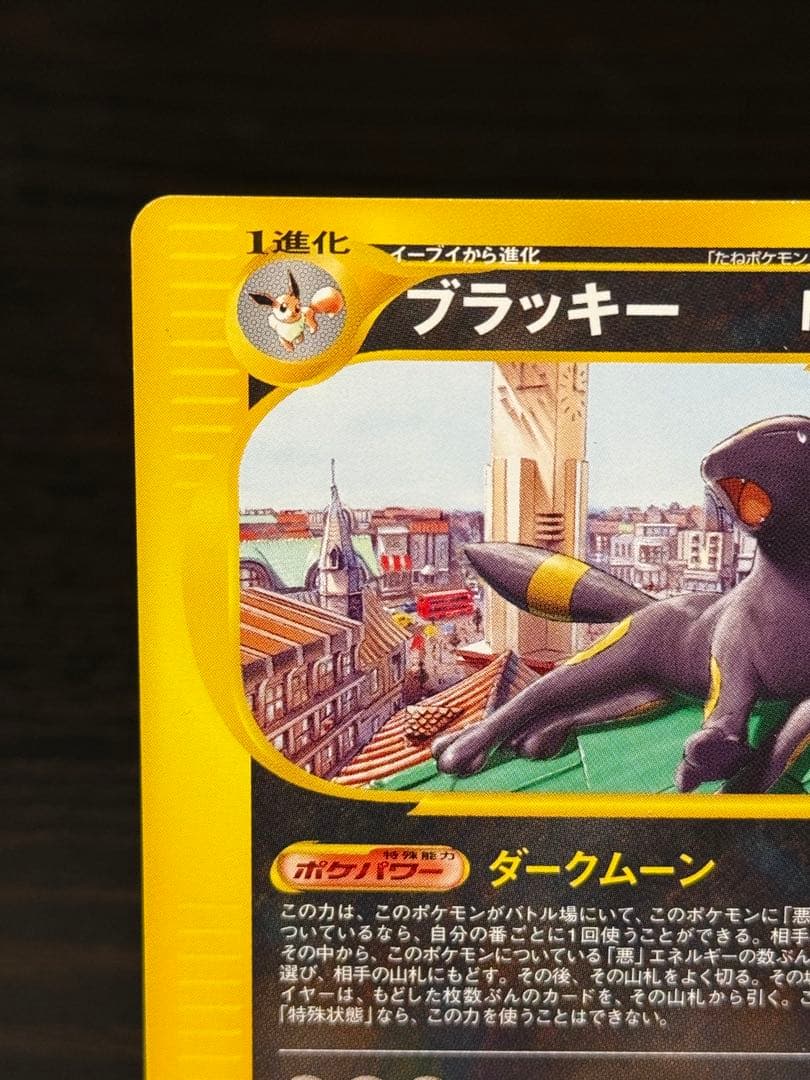 1進化
イーブイから進化
「たねポケモン
ブラッキー
特殊能力
ポケパワー
ダークムーン
この力は、このポケモンがバトル場にいて、このポケモンに「悪
ついているなら、自分の番ごとに1回使うことができる。相手
その中から、このポケモンについている「悪」エネルギーの数ぶん
選び、相手の山札にもどす。その後、その山札をよく切る。その
イヤーは、もどした枚数ぶんのカードを、その山札から引く。こ
「特殊状態」なら、この力を使うことはできない。